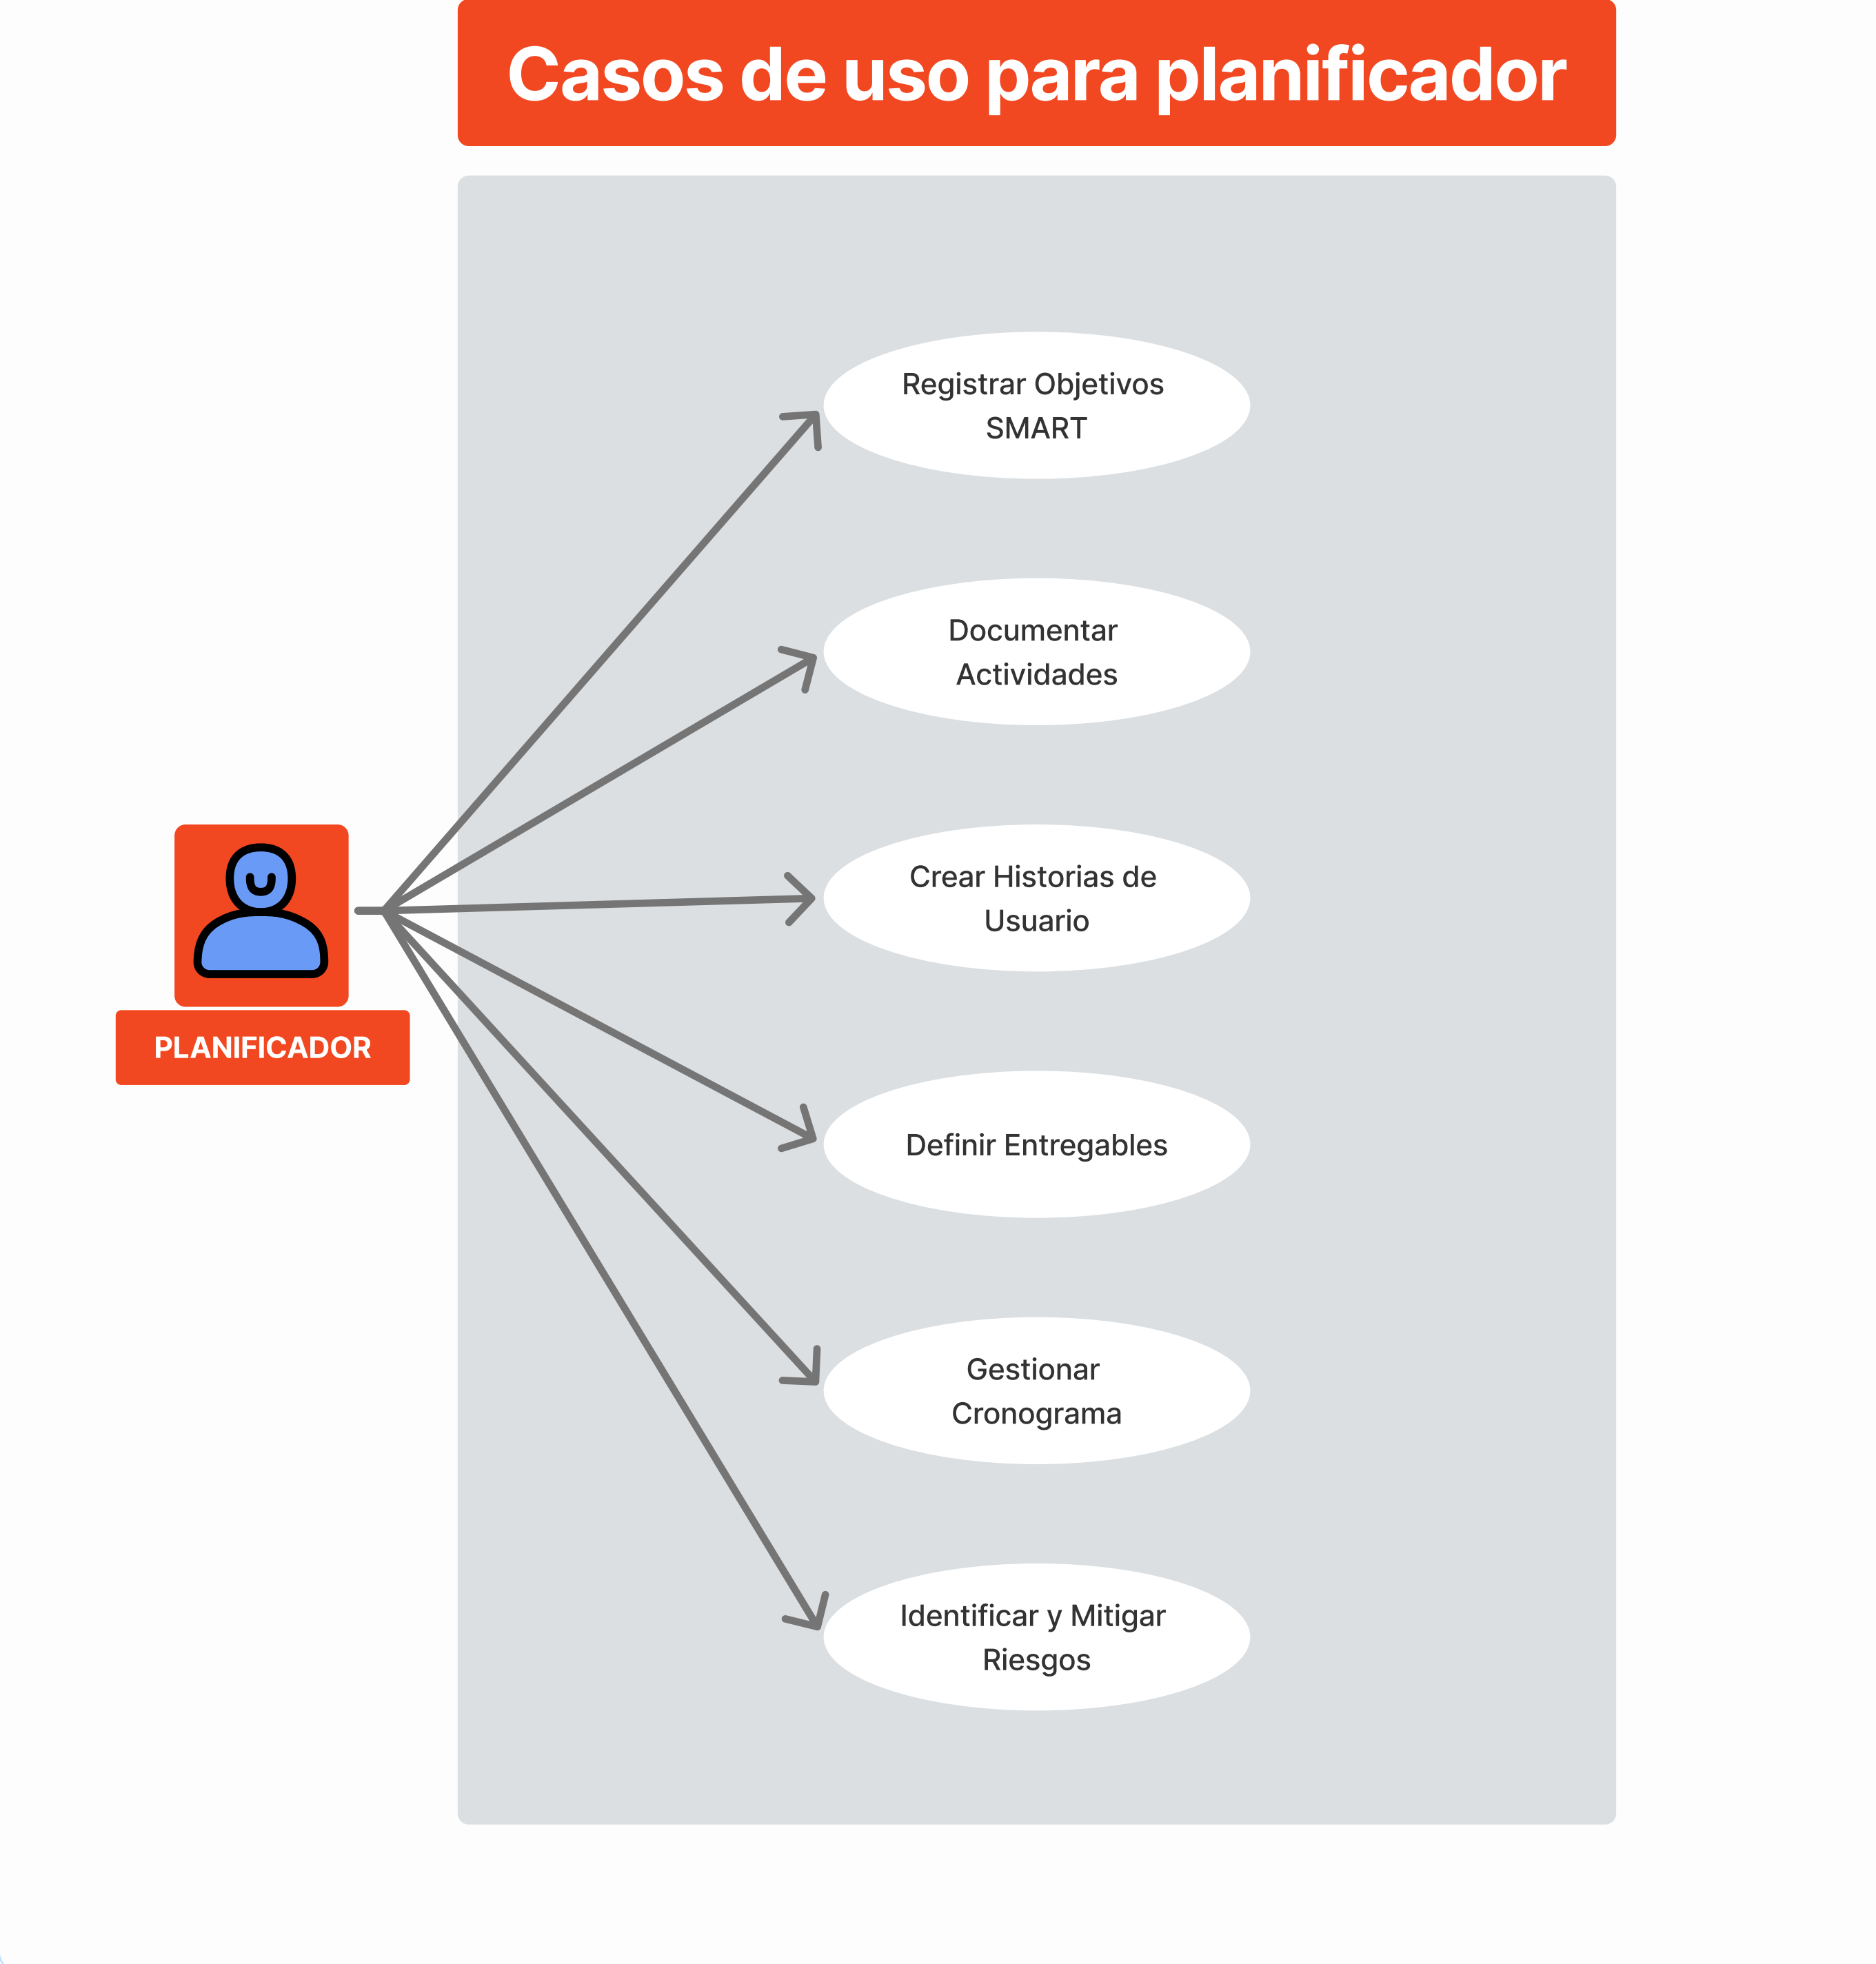 Casos de uso para planificador
Registrar Objetivos
SMART
Documentar
Actividades
Crear Historias de
Usuario
PLANIFICADOR
Definir Entregables
Gestionar
Cronograma
Identificar y Mitigar
Riesgos